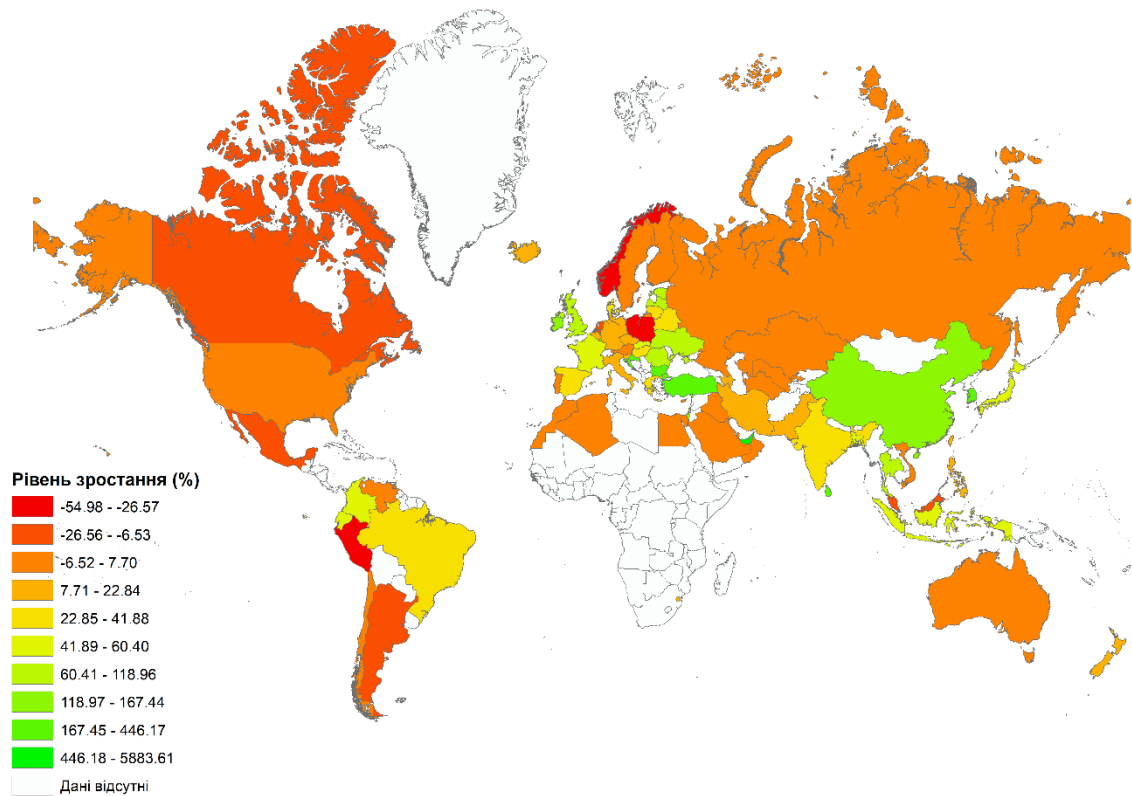 Рівень зростання (%)
-54.98 - -26.57
-26.56 - -6.53
-6.52 - 7.70
7.71 - 22.84
22.85 - 41.88
41.89 - 60.40
60.41 - 118.96
118.97 - 167.44
167.45 - 446.17
446.18 - 5883.61
Дані відсутні